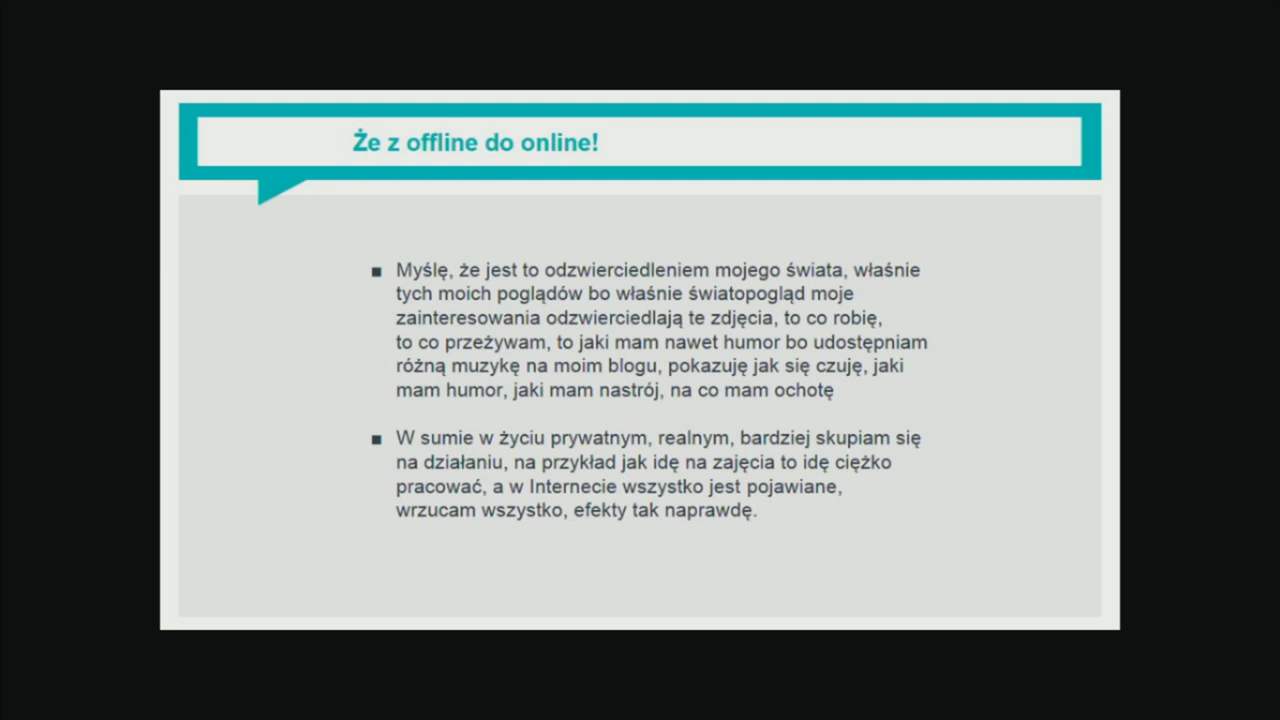 Że z offline do online!
▪ Myślę, że jest to odzwierciedleniem mojego świata, właśnie
tych moich poglądów bo właśnie światopogląd moje
zainteresowania odzwierciedlają te zdjęcia, to co robię,
to co przeżywam, to jaki mam nawet humor bo udostępniam
różną muzykę na moim blogu, pokazuję jak się czuję, jaki
mam humor, jaki mam nastrój, na co mam ochotę
▪ W sumie w życiu prywatnym, realnym, bardziej skupiam się
na działaniu, na przykład jak idę na zajęcia to idę ciężko
pracować, a w Internecie wszystko jest pojawiane,
wrzucam wszystko, efekty tak naprawdę.